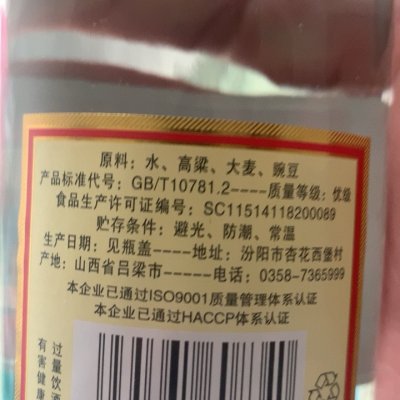 原料：水、高粱、大麦、豌豆
产品标准代号：GB/T10781.2----质量等级：优级
食品生产许可证编号：SC11514118200089
贮存条件：避光、防潮、常温
生产日期：见瓶盖----地址：汾阳市杏花西堡村
产地：山西省吕梁市-----电话：0358-7365999
本企业已通过ISO9001质量管理体系认证
本企业已通过HACCP体系认证
过量饮酒
有害健康